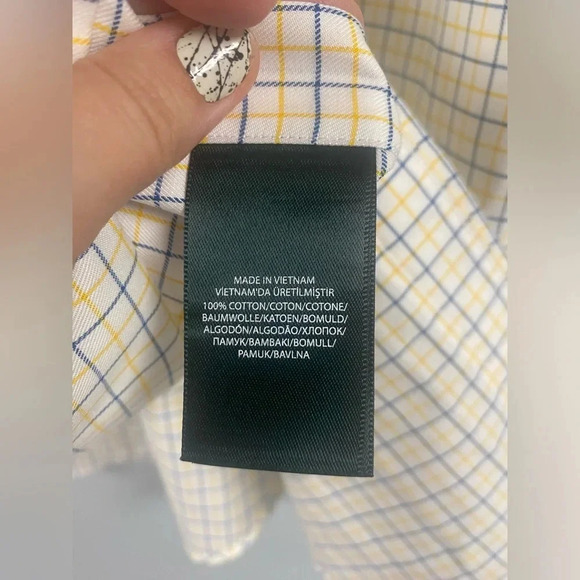 MADE IN VIETNAM
VİETNAM'DA ÜRETİLMİŞTİR
100% COTTON/COTON/COTONE/
BAUMWOLLE/KATOEN/BOMULD/
ALGODÓN/ALGODÃO/ХЛОПОК/
ПАМУК/BAMBAKI/BOMULL/
PAMUK/BAVLNA